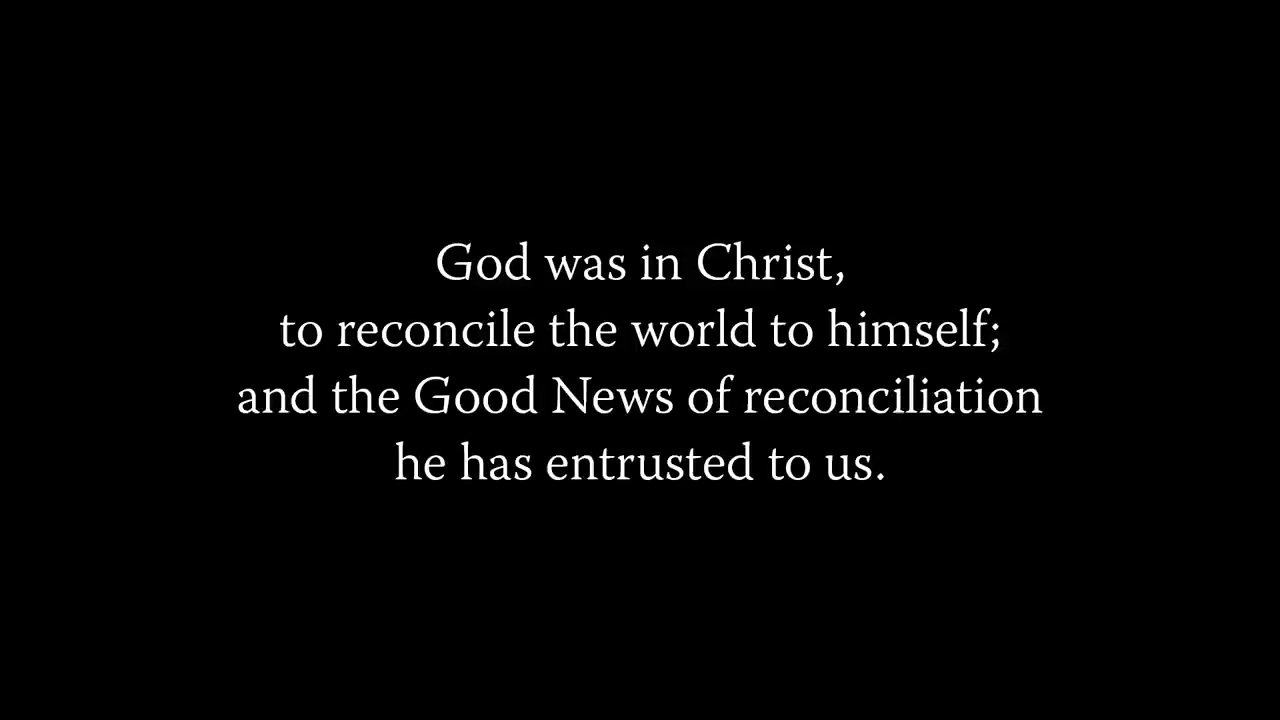 God was in Christ,
to reconcile the world to himself;
and the Good News of reconciliation
he has entrusted to us.